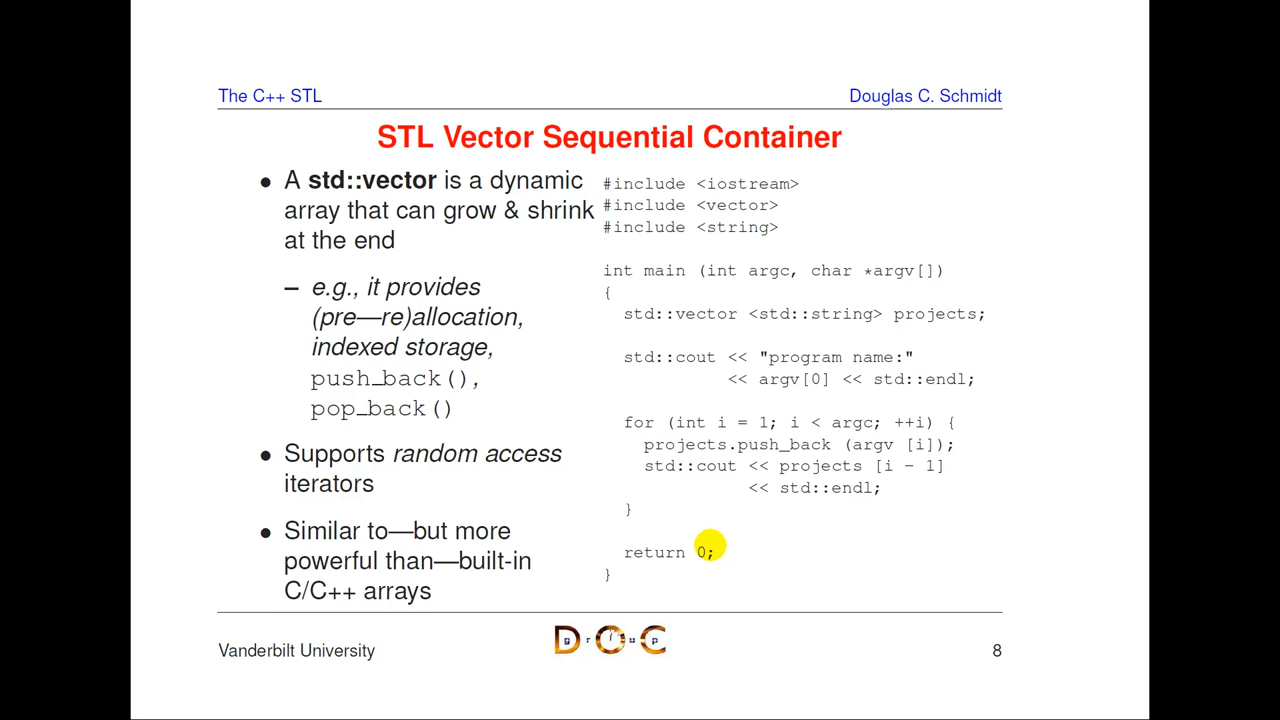 The C++ STL
Douglas C. Schmidt
STL Vector Sequential Container
• A std::vector is a dynamic
array that can grow & shrink
at the end
– e.g., it provides
(pre—re)allocation,
indexed storage,
push_back(),
pop_back()
• Supports random access
iterators
• Similar to—but more
powerful than—built-in
C/C++ arrays
#include <iostream>
#include <vector>
#include <string>
int main (int argc, char *argv[])
{
std::vector <std::string> projects;
std::cout << "program name:"
<< argv[0] << std::endl;
for (int i = 1; i < argc; ++i) {
projects.push_back (argv [i]);
std::cout << projects [i - 1]
<< std::endl;
}
return 0;
}
Vanderbilt University
D·O·C
g r o u p
8